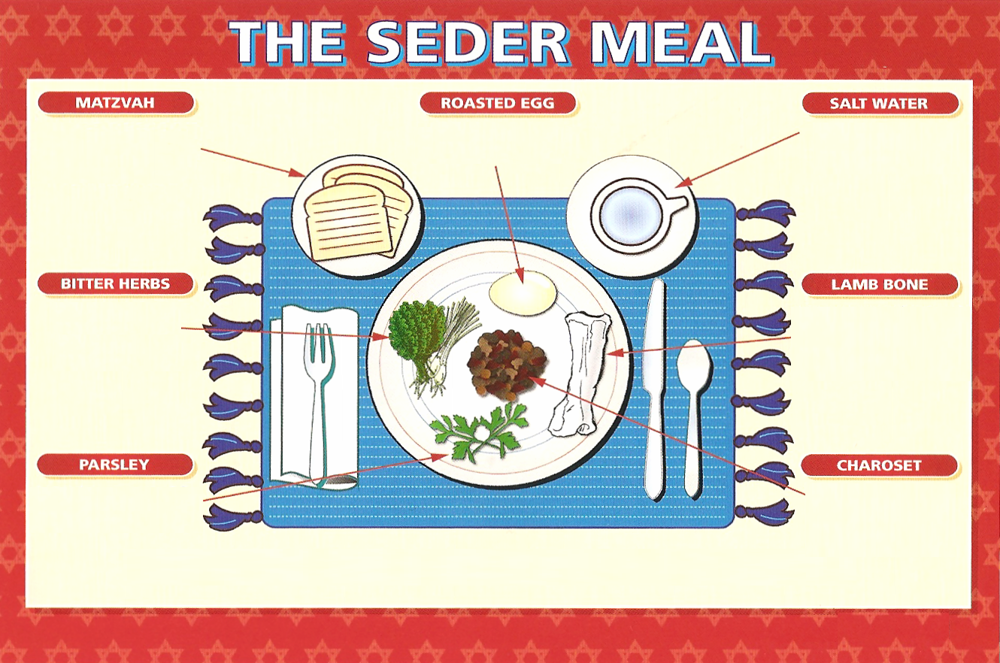 THE SEDER MEAL
MATZVAH
ROASTED EGG
SALT WATER
BITTER HERBS
LAMB BONE
PARSLEY
CHAROSET